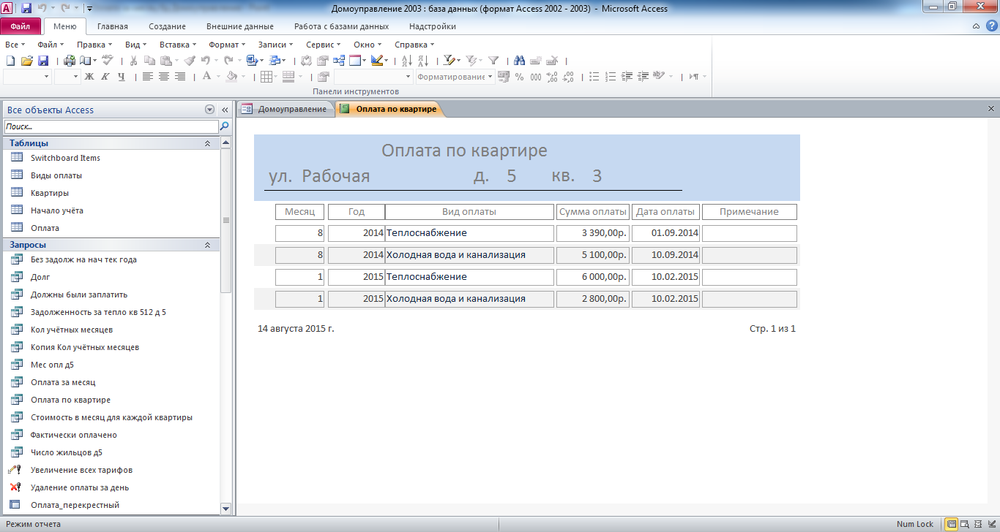 Домоуправление 2003 : база данных (формат Access 2002 - 2003) - Microsoft Access
Файл Меню Главная Создание Внешние данные Работа с базами данных Надстройки
Все Файл Правка Вид Вставка Формат Записи Сервис Окно Справка
Ж К Ч А Форматирование % 000
Панели инструментов
Все объекты Access
Поиск...
Таблицы
Switchboard Items
Виды оплаты
Квартиры
Начало учёта
Оплата
Запросы
Без задолж на нач тек года
Долг
Должны были заплатить
Задолженность за тепло кв 512 д 5
Кол учётных месяцев
Копия Кол учётных месяцев
Мес опл д5
Оплата за месяц
Оплата по квартире
Стоимость в месяц для каждой квартиры
Фактически оплачено
Число жильцов д5
Увеличение всех тарифов
Удаление оплаты за день
Оплата_перекрестный
Домоуправление Оплата по квартире
Оплата по квартире
ул. Рабочая д. 5 кв. 3
Месяц Год Вид оплаты Сумма оплаты Дата оплаты Примечание
8 2014 Теплоснабжение 3 390,00р. 01.09.2014
8 2014 Холодная вода и канализация 5 100,00р. 10.09.2014
1 2015 Теплоснабжение 6 000,00р. 10.02.2015
1 2015 Холодная вода и канализация 2 800,00р. 10.02.2015
14 августа 2015 г. Стр. 1 из 1
Режим отчета Num Lock